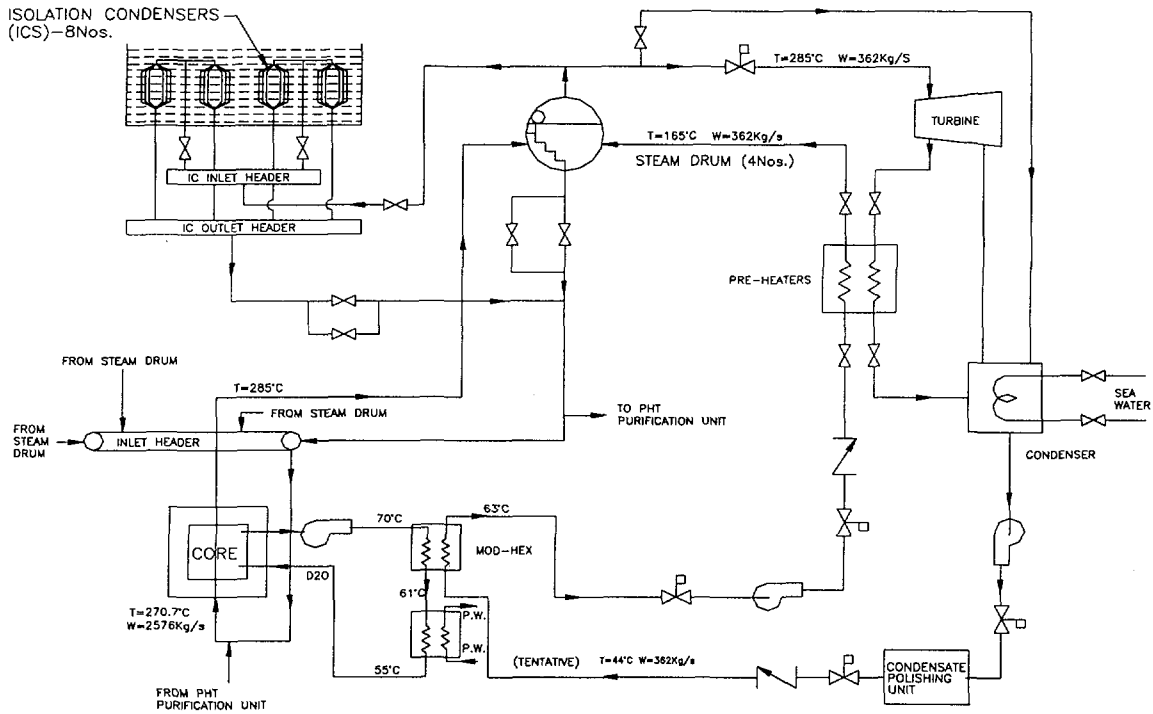 ISOLATION CONDENSERS
(ICS)-8Nos.
T=285°C W=362Kg/S
TURBINE
T=165°C W=362Kg/s
STEAM DRUM (4Nos.)
IC INLET HEADER
IC OUTLET HEADER
PRE-HEATERS
FROM STEAM DRUM
T=285°C
FROM STEAM DRUM
TO PHT
PURIFICATION UNIT
SEA
WATER
FROM
STEAM
DRUM
INLET HEADER
CONDENSER
70°C
63°C
MOD-HEX
CORE
D2O
61°C
T=270.7°C
W=2576Kg/s
P.W.
P.W.
55°C
(TENTATIVE)
T=44°C W=362Kg/s
CONDENSATE
POLISHING
UNIT
FROM PHT
PURIFICATION UNIT